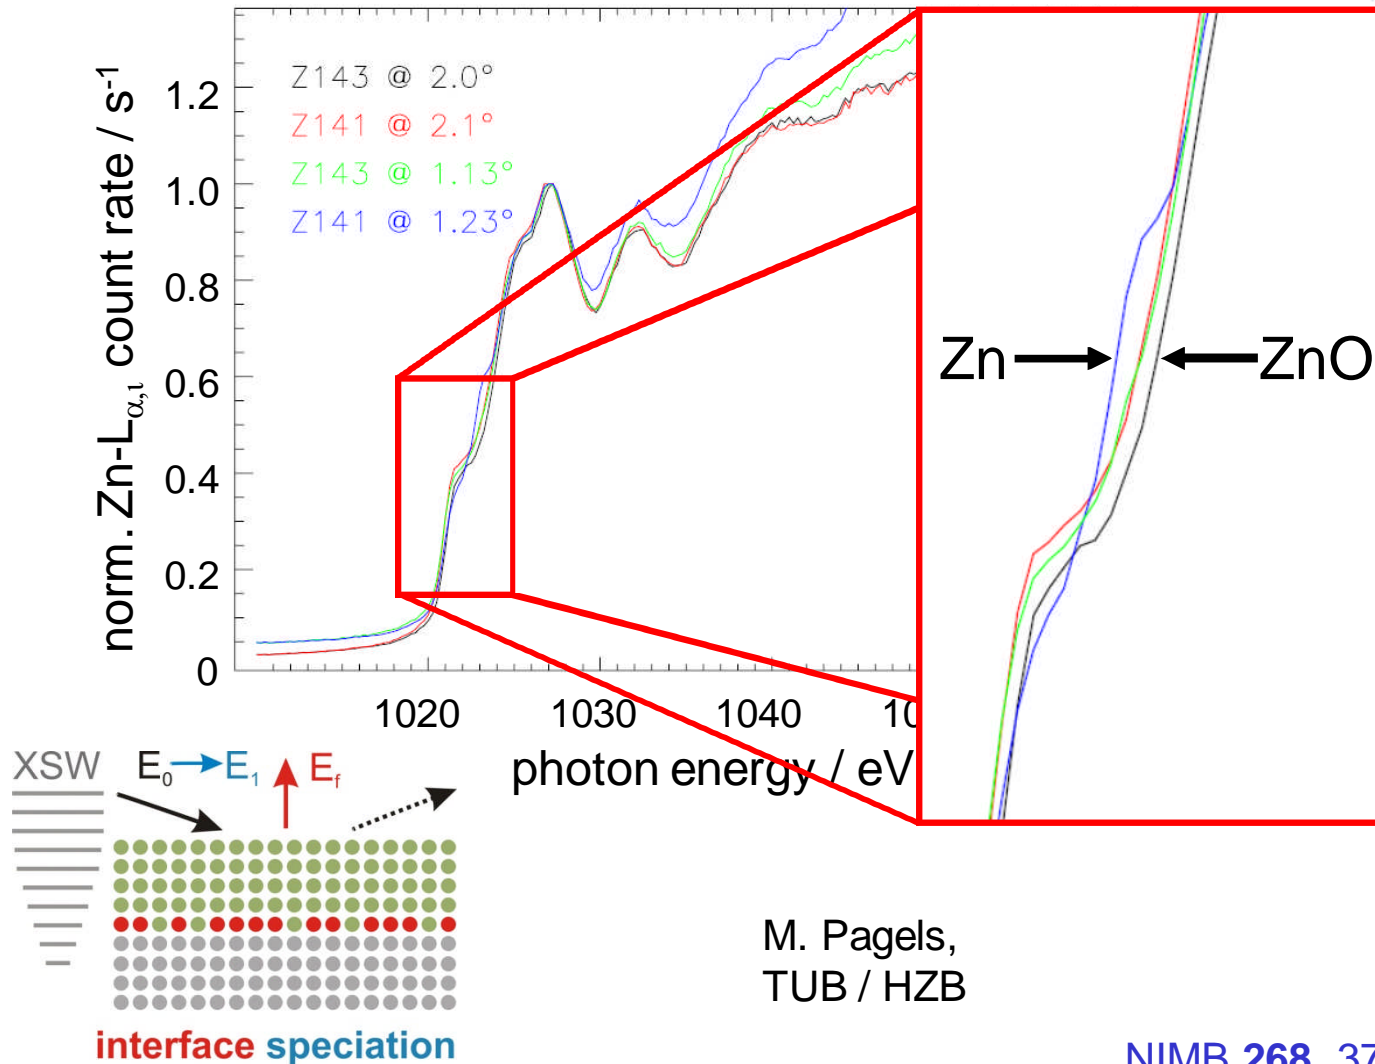 Z143 @ 2.0°
Z141 @ 2.1°
Z143 @ 1.13°
Z141 @ 1.23°
norm. Zn-Lα,ι count rate / s-1
1.2
1.0
0.8
0.6
0.4
0.2
0
1020 1030 1040
photon energy / eV
Zn ZnO
XSW E0 E1 Ef
interface speciation
M. Pagels,
TUB / HZB
NIMB 268, 37